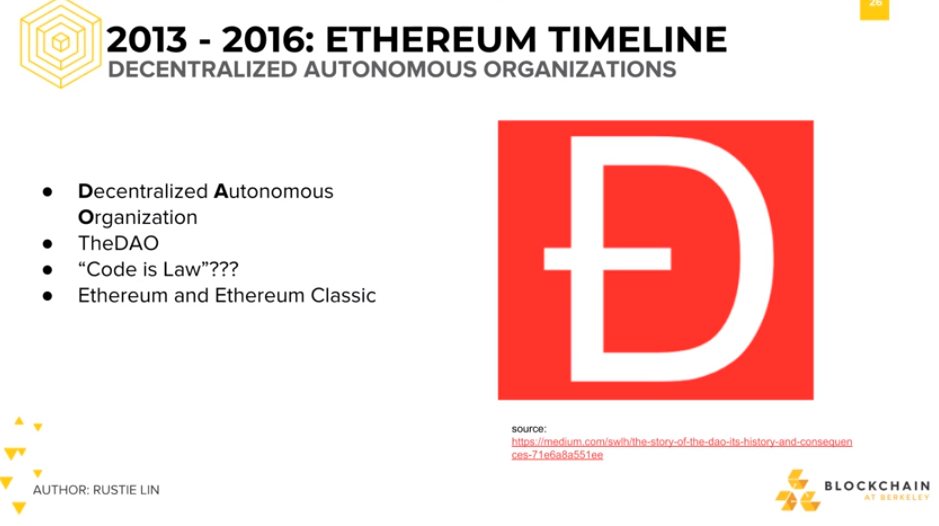 26
2013 - 2016: ETHEREUM TIMELINE
DECENTRALIZED AUTONOMOUS ORGANIZATIONS
● Decentralized Autonomous
Organization
● TheDAO
● “Code is Law”???
● Ethereum and Ethereum Classic
Đ
source:
https://medium.com/swlh/the-story-of-the-dao-its-history-and-consequen
ces-71e6a8a551ee
AUTHOR: RUSTIE LIN
BLOCKCHAIN
AT BERKELEY